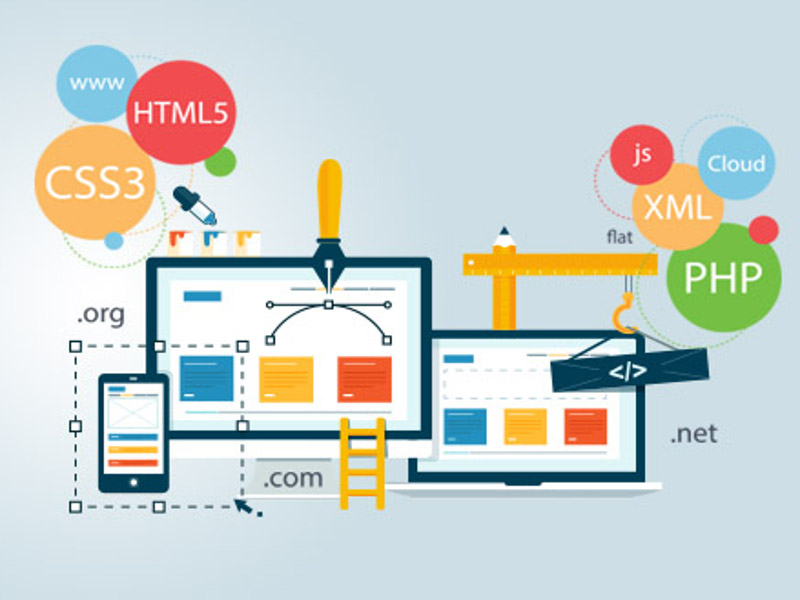 www
HTML5
CSS3
js
Cloud
XML
flat
PHP
.org
</>
.net
.com